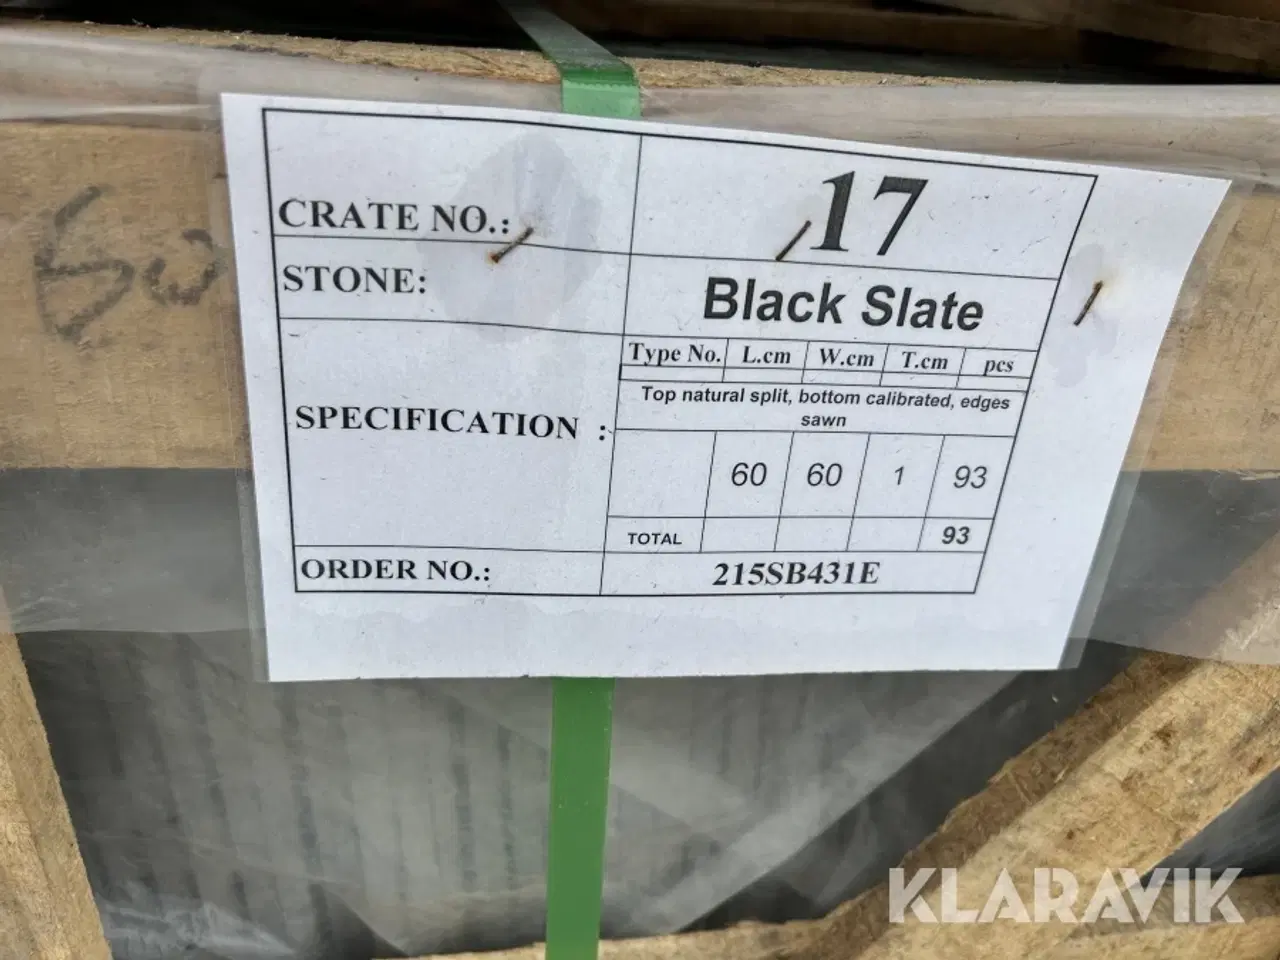 CRATE NO.: 17
STONE: Black Slate
SPECIFICATION :
Type No. L.cm W.cm T.cm pcs
Top natural split, bottom calibrated, edges
sawn
60 60 1 93
TOTAL 93
ORDER NO.: 215SB431E
KLARAVIK